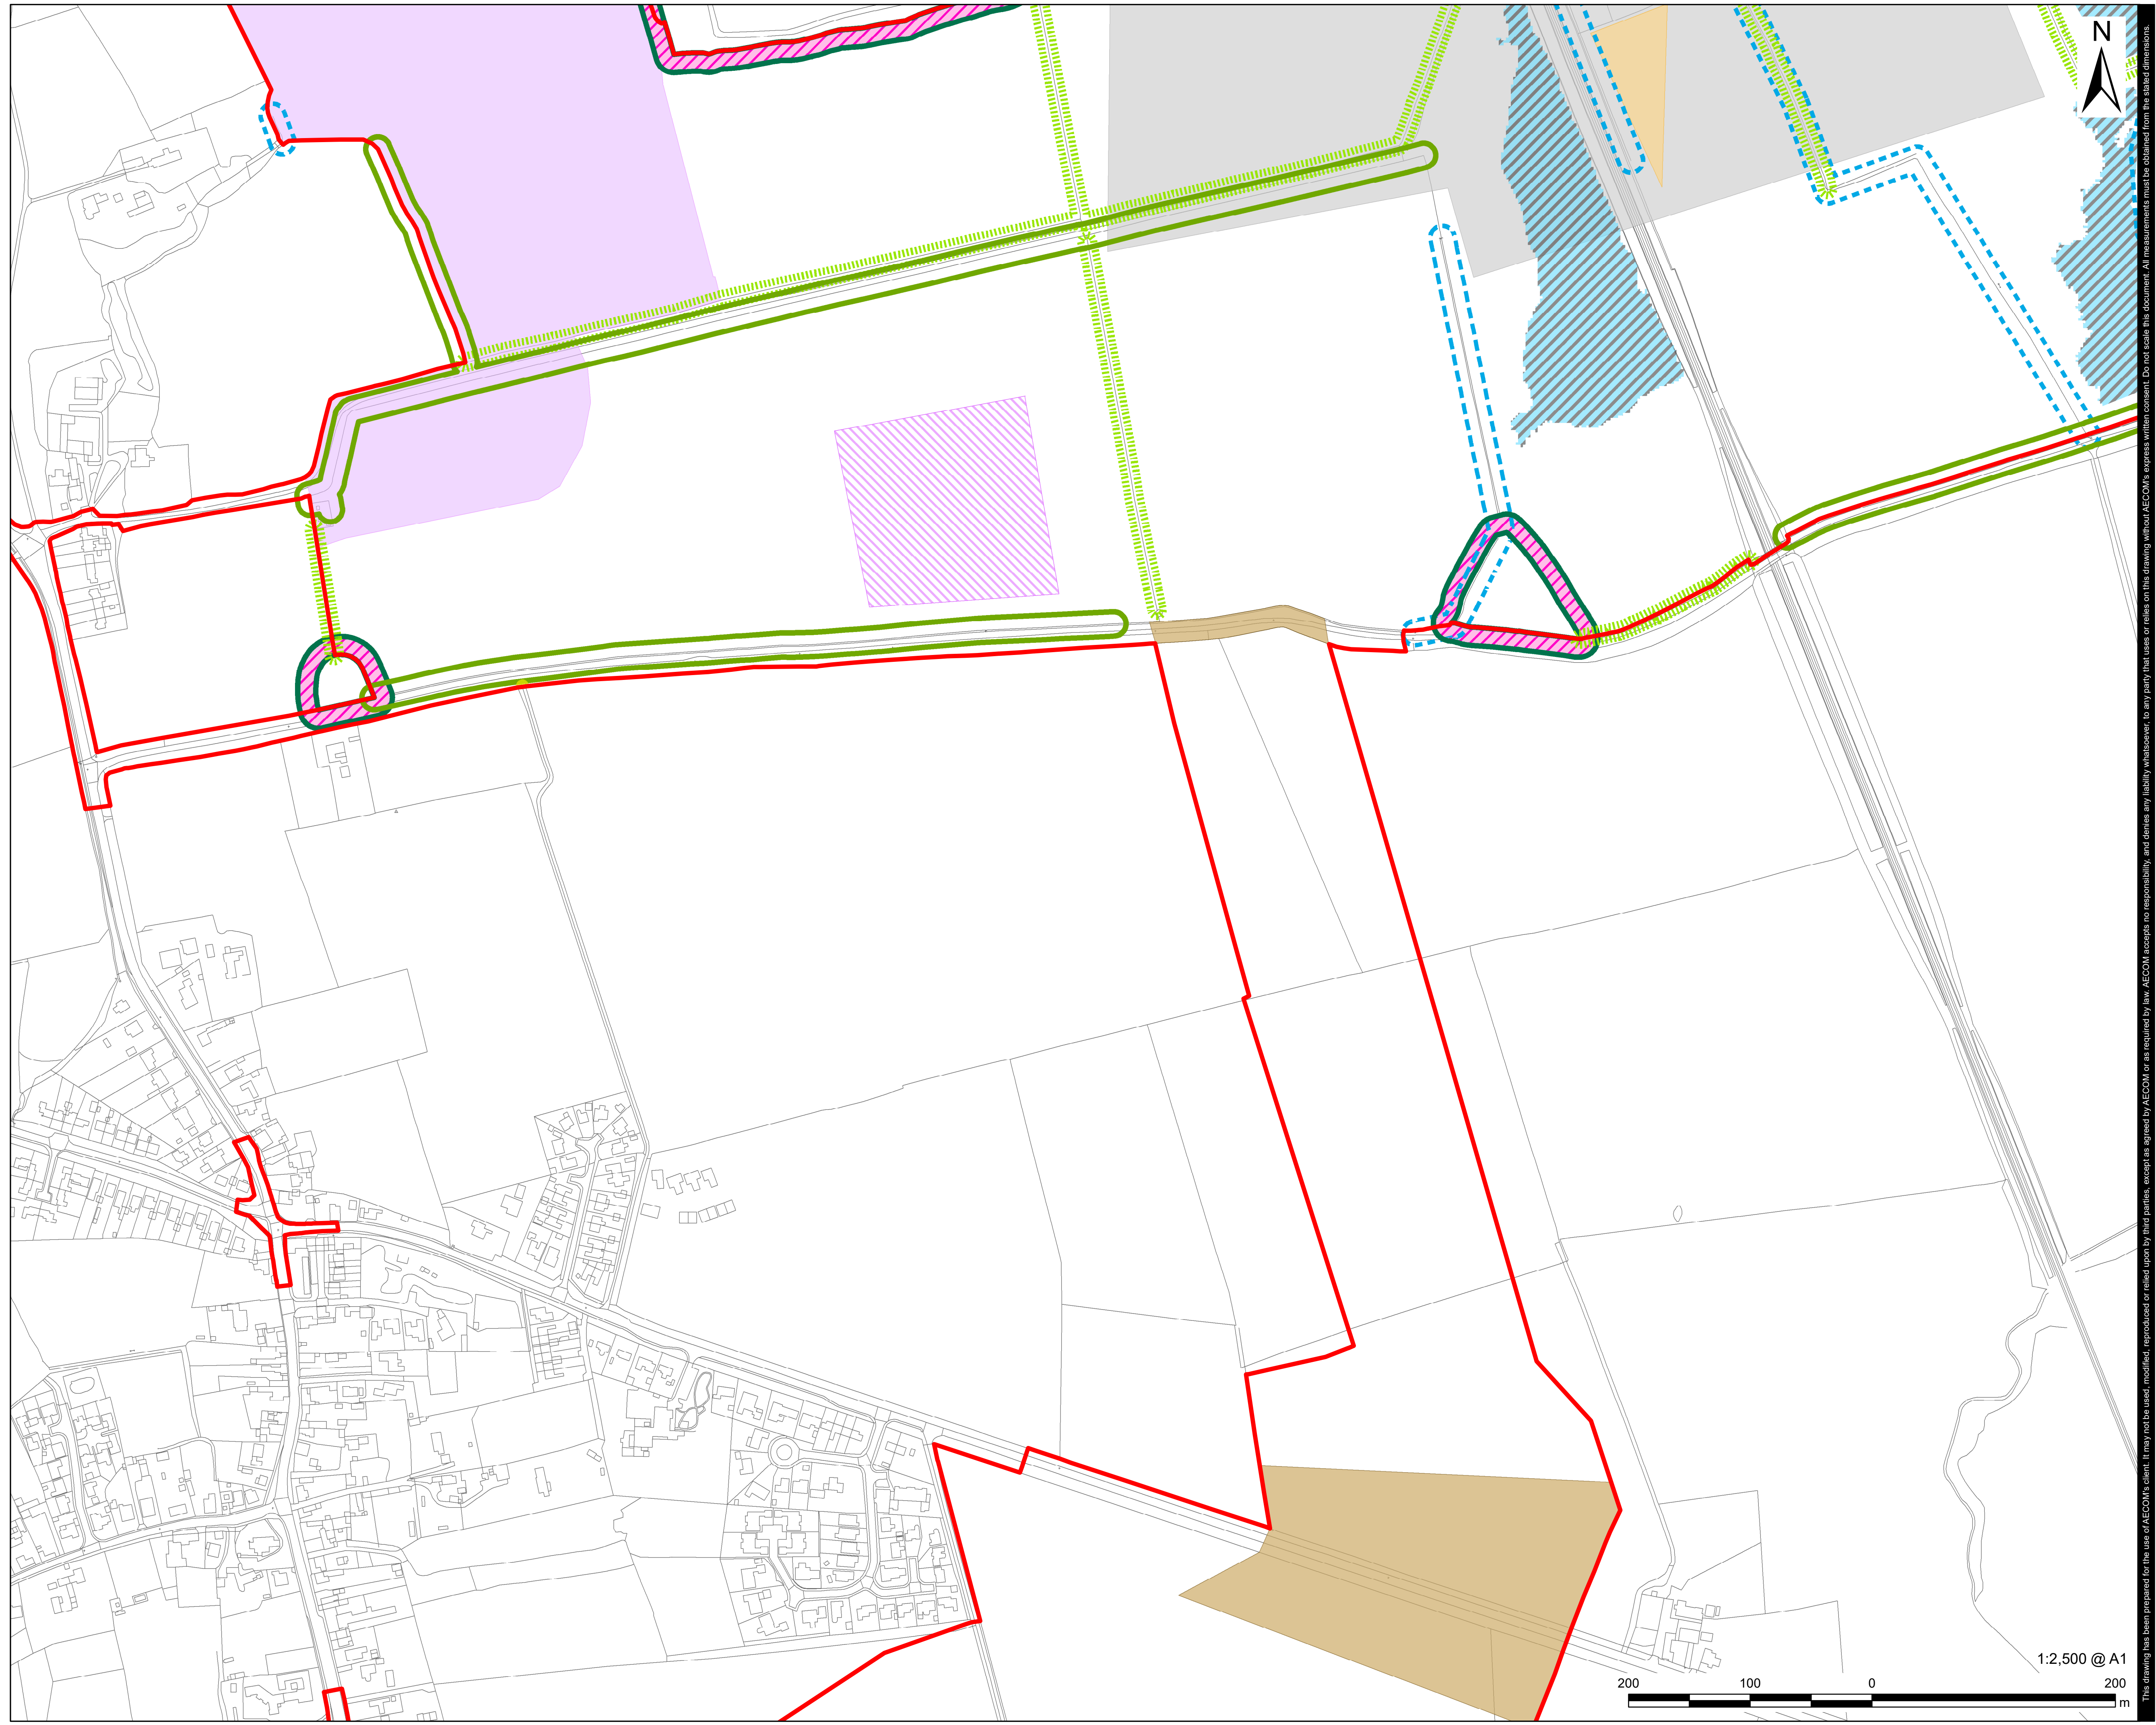 N
This drawing has been prepared for the use of AECOM's client. It may not be used, modified, reproduced or relied upon by third parties, except as agreed by AECOM or as required by law. AECOM accepts no responsibility, and denies any liability whatsoever, to any party that uses or relies on this drawing without AECOM's express written consent. Do not scale this document. All measurements must be obtained from the stated dimensions.
1:2,500 @ A1
200 100 0 200
m